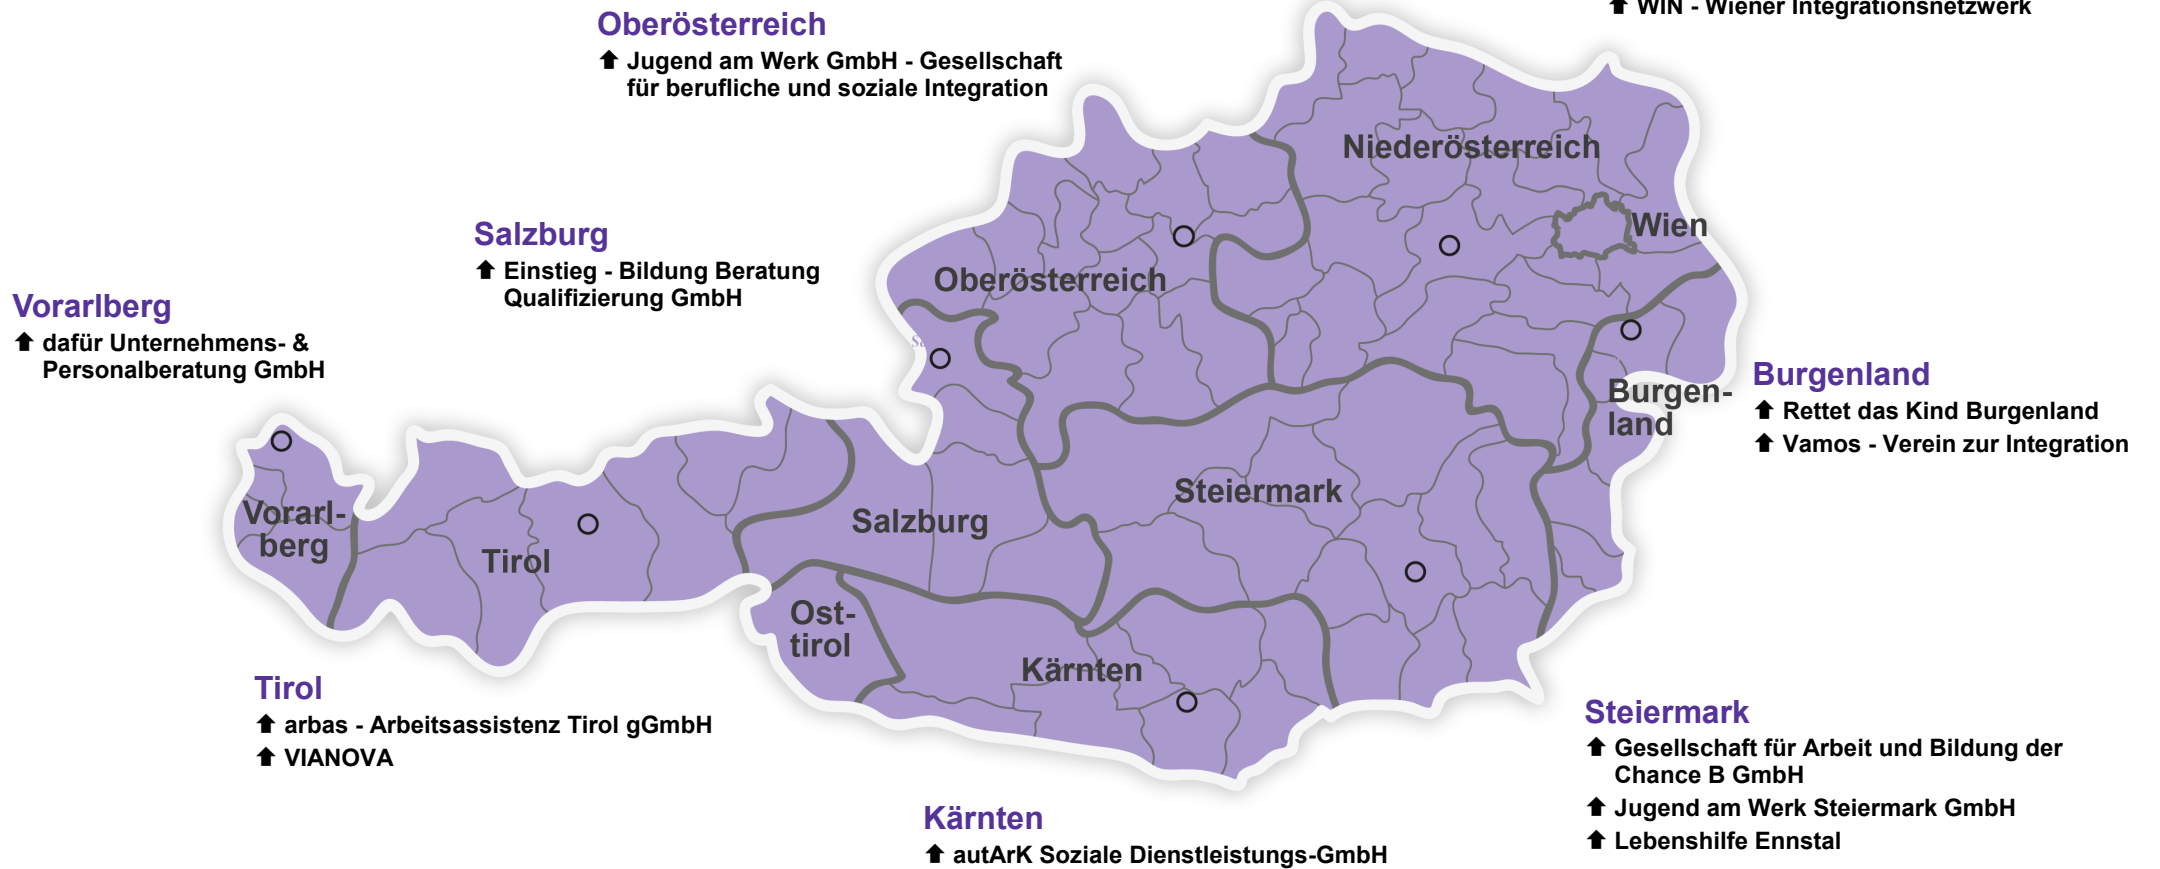 WIN - Wiener Integrationsnetzwerk
Oberösterreich
Jugend am Werk GmbH - Gesellschaft
für berufliche und soziale Integration
Salzburg
Einstieg - Bildung Beratung
Qualifizierung GmbH
Vorarlberg
dafür Unternehmens- &
Personalberatung GmbH
Niederösterreich
Wien
Oberösterreich
Burgen-
land
Burgenland
Rettet das Kind Burgenland
Vamos - Verein zur Integration
Steiermark
Salzburg
Vorarl-
berg
Tirol
Ost-
tirol
Kärnten
Tirol
arbas - Arbeitsassistenz Tirol gGmbH
VIANOVA
Steiermark
Gesellschaft für Arbeit und Bildung der
Chance B GmbH
Jugend am Werk Steiermark GmbH
Lebenshilfe Ennstal
Kärnten
autArK Soziale Dienstleistungs-GmbH